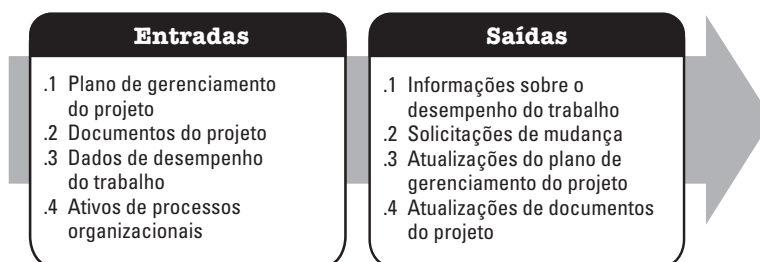 Entradas
.1 Plano de gerenciamento
do projeto
.2 Documentos do projeto
.3 Dados de desempenho
do trabalho
.4 Ativos de processos
organizacionais
Saídas
.1 Informações sobre o
desempenho do trabalho
.2 Solicitações de mudança
.3 Atualizações do plano de
gerenciamento do projeto
.4 Atualizações de documentos
do projeto